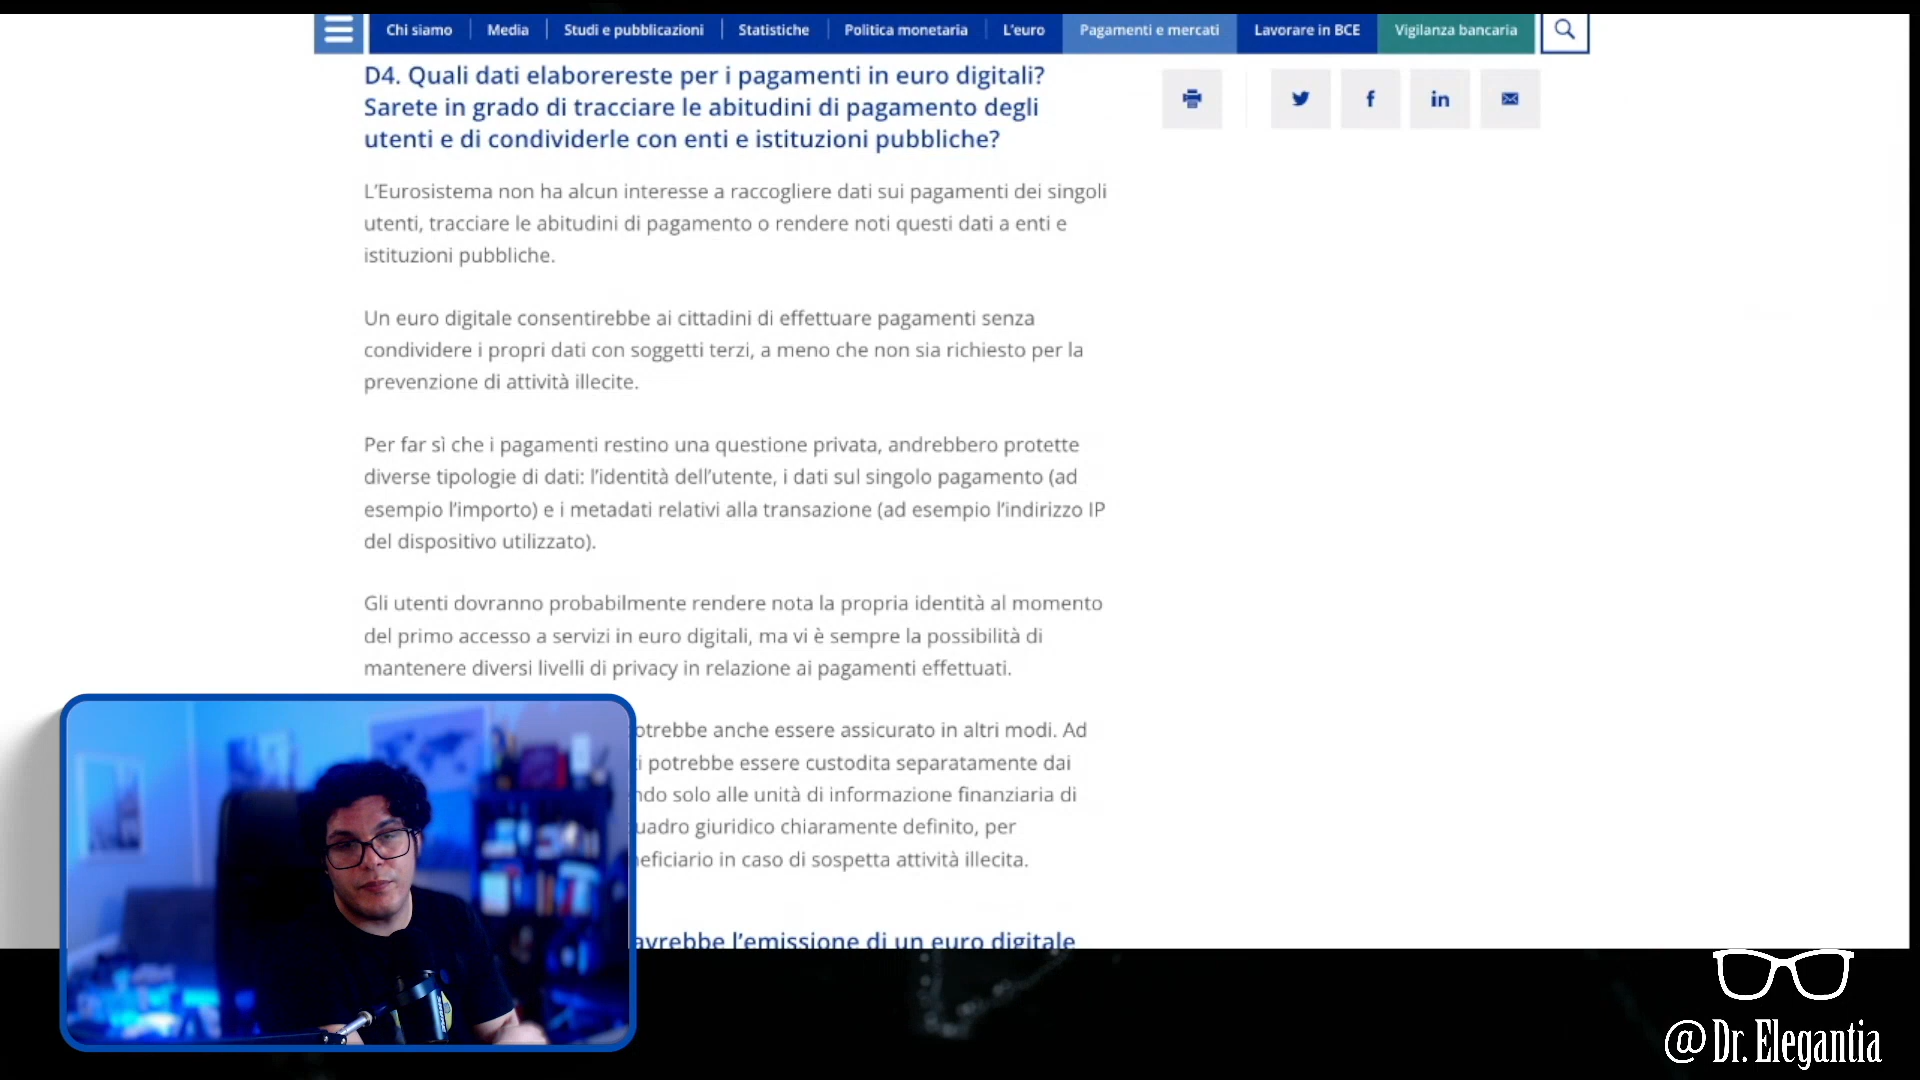 Chi siamo
Media
Studi e pubblicazioni
Statistiche
Politica monetaria
L'euro
Pagamenti e mercati
Lavorare in BCE
Vigilanza bancaria
D4. Quali dati elaborereste per i pagamenti in euro digitali?
Sarete in grado di tracciare le abitudini di pagamento degli
utenti e di condividerle con enti e istituzioni pubbliche?
L’Eurosistema non ha alcun interesse a raccogliere dati sui pagamenti dei singoli
utenti, tracciare le abitudini di pagamento o rendere noti questi dati a enti e
istituzioni pubbliche.
Un euro digitale consentirebbe ai cittadini di effettuare pagamenti senza
condividere i propri dati con soggetti terzi, a meno che non sia richiesto per la
prevenzione di attività illecite.
Per far sì che i pagamenti restino una questione privata, andrebbero protette
diverse tipologie di dati: l’identità dell’utente, i dati sul singolo pagamento (ad
esempio l’importo) e i metadati relativi alla transazione (ad esempio l’indirizzo IP
del dispositivo utilizzato).
Gli utenti dovranno probabilmente rendere nota la propria identità al momento
del primo accesso a servizi in euro digitali, ma vi è sempre la possibilità di
mantenere diversi livelli di privacy in relazione ai pagamenti effettuati.
otrebbe anche essere assicurato in altri modi. Ad
ti potrebbe essere custodita separatamente dai
ndo solo alle unità di informazione finanziaria di
uadro giuridico chiaramente definito, per
neficiario in caso di sospetta attività illecita.
avrebbe l’emissione di un euro digitale
@ Dr. Elegantia